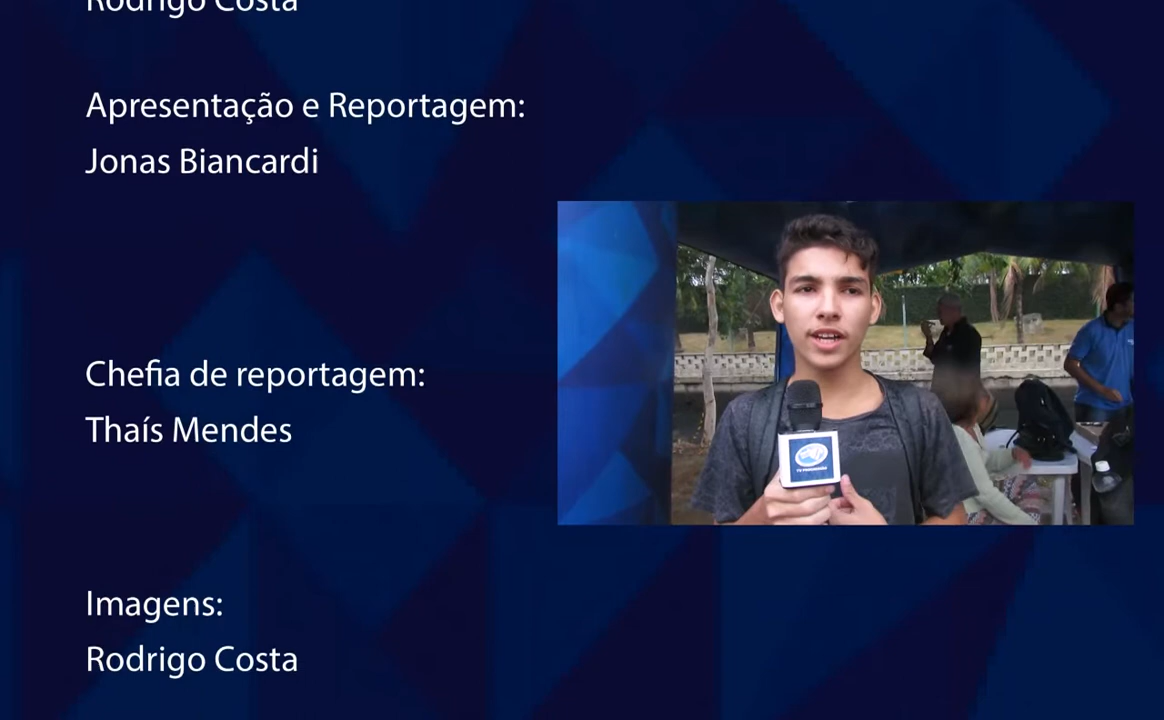 Rodrigo Costa
Apresentação e Reportagem:
Jonas Biancardi
Chefia de reportagem:
Thaís Mendes
Imagens:
Rodrigo Costa